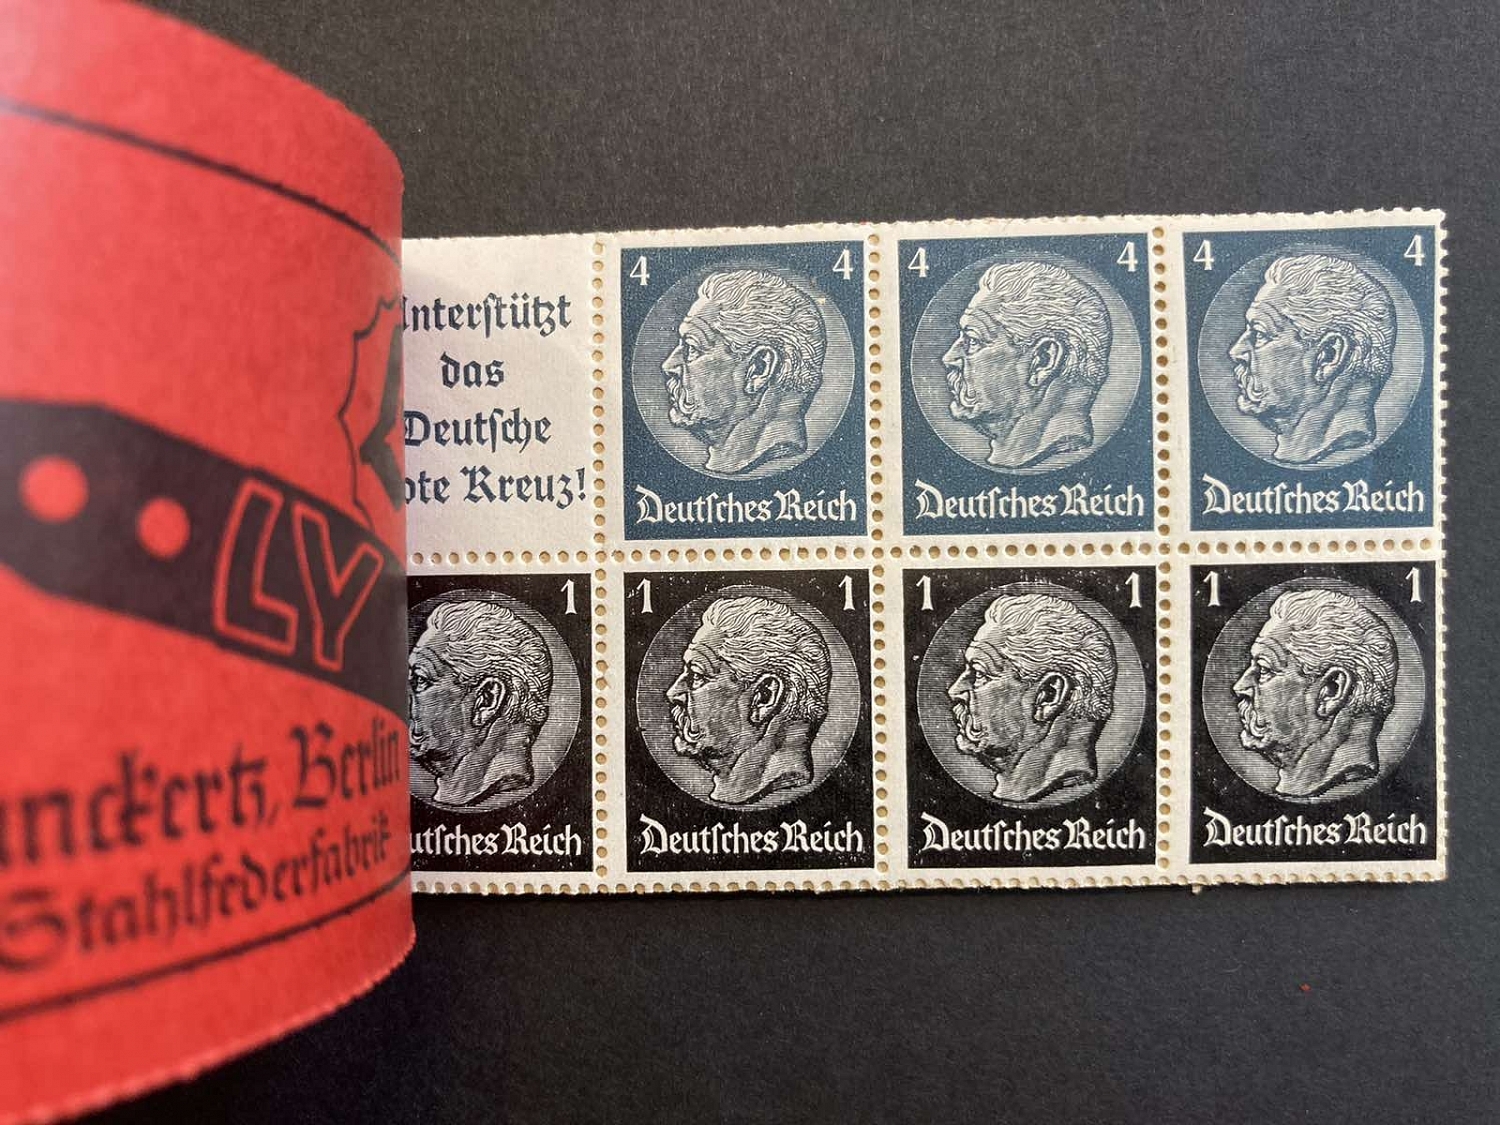 das
Deutsche
Kreuz!
4 4
Deutsches Reich
4 4
Deutsches Reich
4 4
Deutsches Reich
1
Reich
1 1
Deutsches Reich
1 1
Deutsches Reich
1 1
Deutsches Reich
LY
Berlin
Stahlfederfabrik